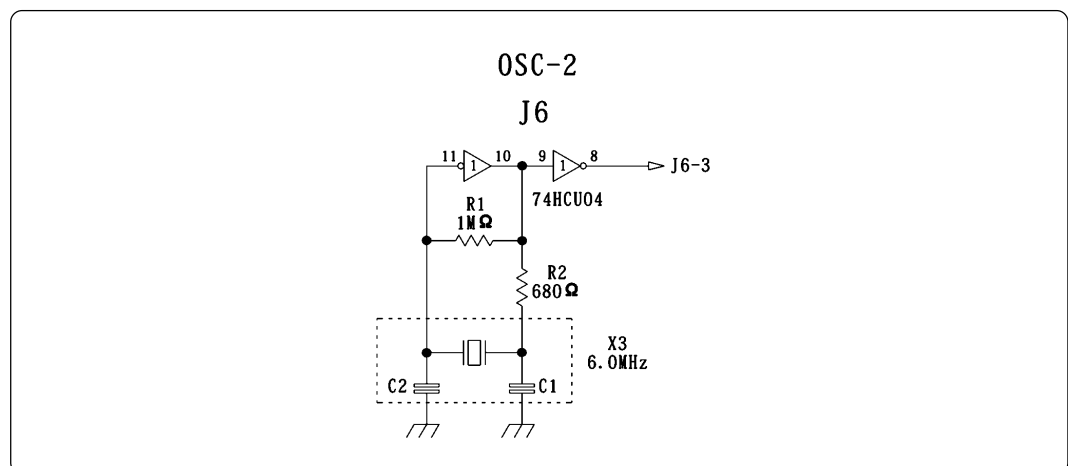 OSC-2
J6
11 1 10 9 1 8 J6-3
74HCU04
R1
1MΩ
R2
680Ω
X3
6.0MHz
C2 C1